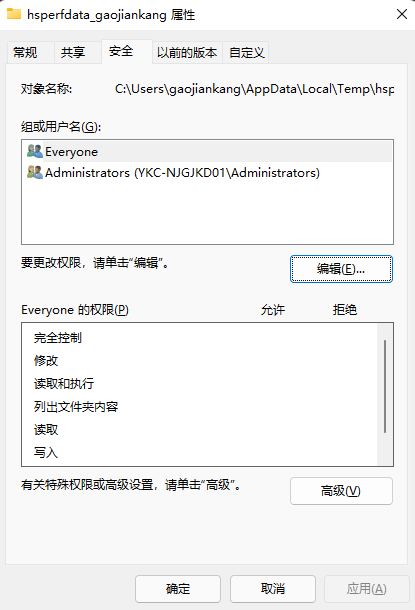 hsperfdata_gaojiankang 属性
常规 共享 安全 以前的版本 自定义
对象名称: C:\Users\gaojiankang\AppData\Local\Temp\hsp
组或用户名(G):
Everyone
Administrators (YKC-NJGJKD01\Administrators)
要更改权限，请单击"编辑"。
编辑(E)...
Everyone 的权限(P) 允许 拒绝
完全控制
修改
读取和执行
列出文件夹内容
读取
写入
有关特殊权限或高级设置，请单击"高级"。
高级(V)
确定 取消 应用(A)